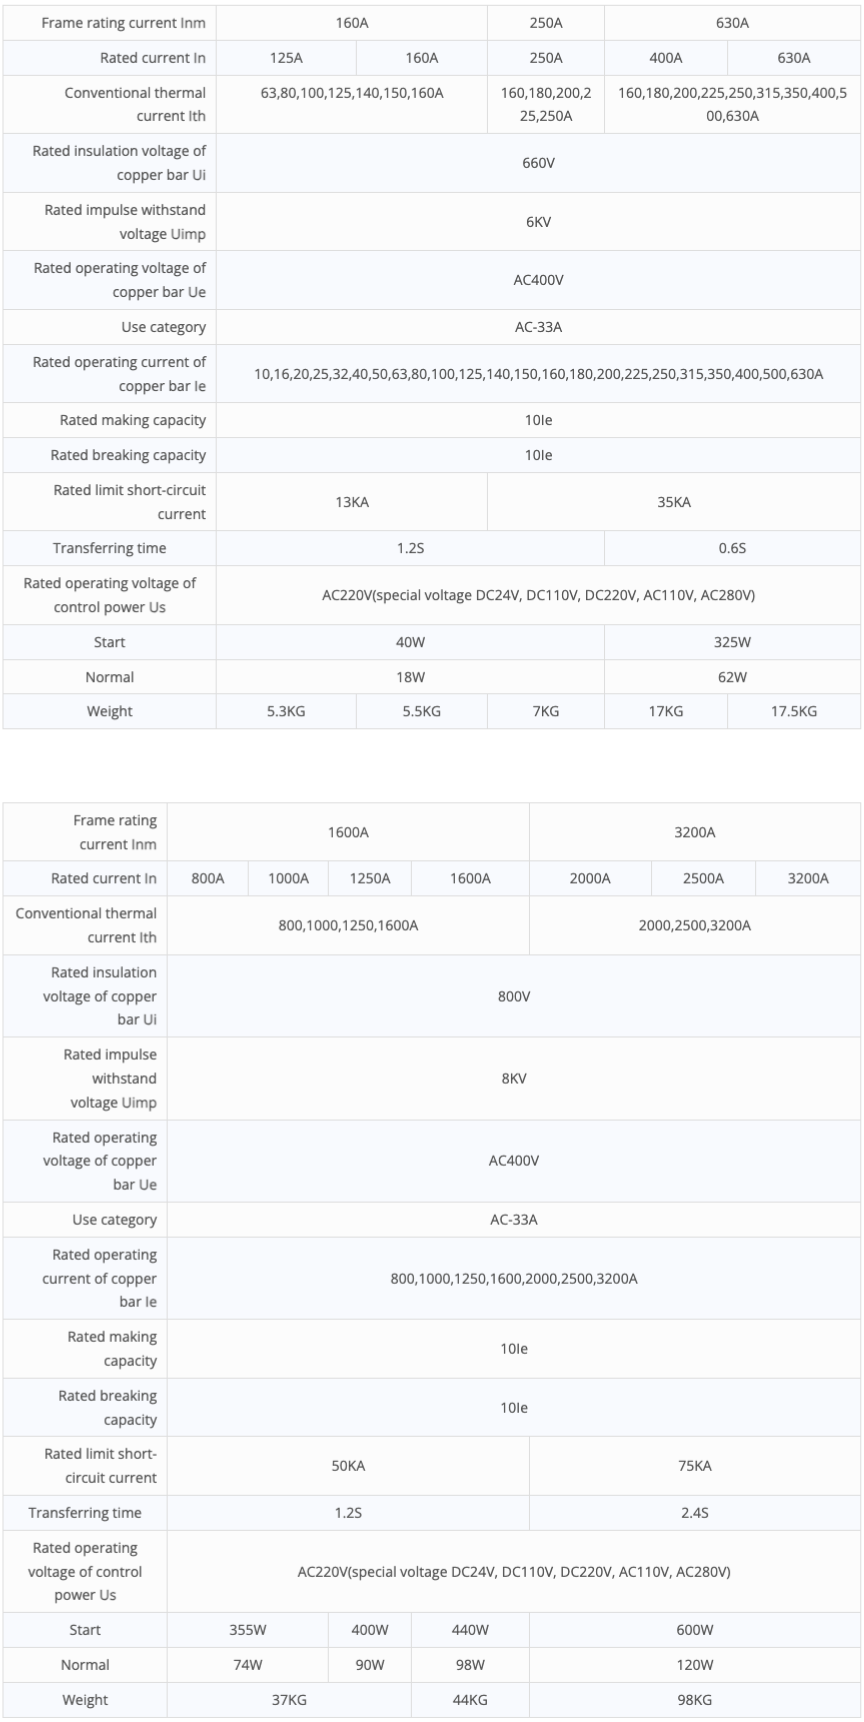 Frame rating current Inm 160A 250A 630A
Rated current In 125A 160A 250A 400A 630A
Conventional thermal 63,80,100,125,140,150,160A 160,180,200,2 160,180,200,225,250,315,350,400,5
current Ith 25,250A 00,630A
Rated insulation voltage of
copper bar Ui 660V
Rated impulse withstand
voltage Uimp 6KV
Rated operating voltage of
copper bar Ue AC400V
Use category AC-33A
Rated operating current of
copper bar Ie 10,16,20,25,32,40,50,63,80,100,125,140,150,160,180,200,225,250,315,350,400,500,630A
Rated making capacity 10Ie
Rated breaking capacity 10Ie
Rated limit short-circuit
current 13KA 35KA
Transferring time 1.2S 0.6S
Rated operating voltage of
control power Us AC220V(special voltage DC24V, DC110V, DC220V, AC110V, AC280V)
Start 40W 325W
Normal 18W 62W
Weight 5.3KG 5.5KG 7KG 17KG 17.5KG
Frame rating
current Inm 1600A 3200A
Rated current In 800A 1000A 1250A 1600A 2000A 2500A 3200A
Conventional thermal
current Ith 800,1000,1250,1600A 2000,2500,3200A
Rated insulation
voltage of copper 800V
bar Ui
Rated impulse
withstand 8KV
voltage Uimp
Rated operating
voltage of copper AC400V
bar Ue
Use category AC-33A
Rated operating
current of copper 800,1000,1250,1600,2000,2500,3200A
bar Ie
Rated making
capacity 10Ie
Rated breaking
capacity 10Ie
Rated limit short-
circuit current 50KA 75KA
Transferring time 1.2S 2.4S
Rated operating
voltage of control AC220V(special voltage DC24V, DC110V, DC220V, AC110V, AC280V)
power Us
Start 355W 400W 440W 600W
Normal 74W 90W 98W 120W
Weight 37KG 44KG 98KG